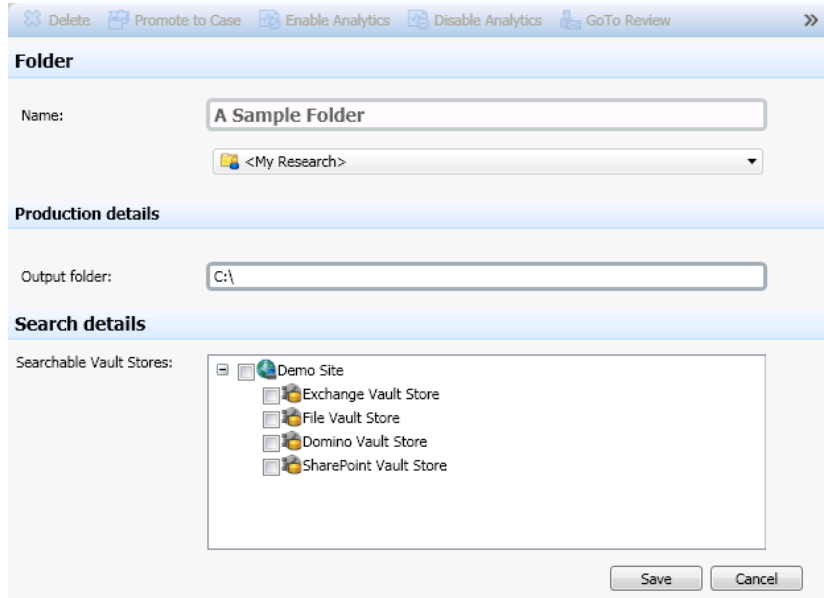 Delete Promote to Case Enable Analytics Disable Analytics GoTo Review »
Folder
Name: A Sample Folder
<My Research>
Production details
Output folder: C:\
Search details
Searchable Vault Stores: Demo Site
Exchange Vault Store
File Vault Store
Domino Vault Store
SharePoint Vault Store
Save Cancel